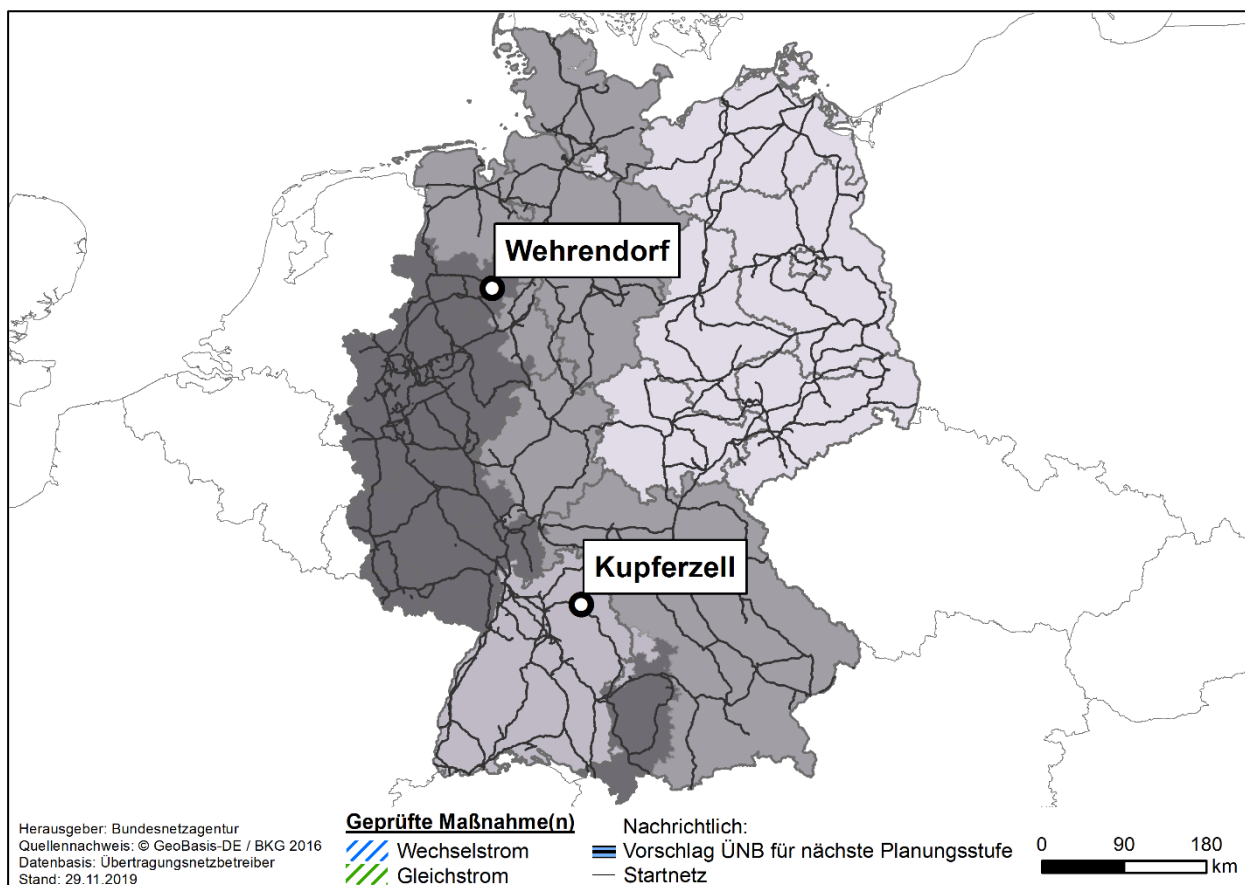 Wehrendorf
Kupferzell
Herausgeber: Bundesnetzagentur
Quellennachweis: © GeoBasis-DE / BKG 2016
Datenbasis: Übertragungsnetzbetreiber
Stand: 29.11.2019
Geprüfte Maßnahme(n)
Wechselstrom
Gleichstrom
Nachrichtlich:
Vorschlag ÜNB für nächste Planungsstufe
Startnetz
0 90 180
km